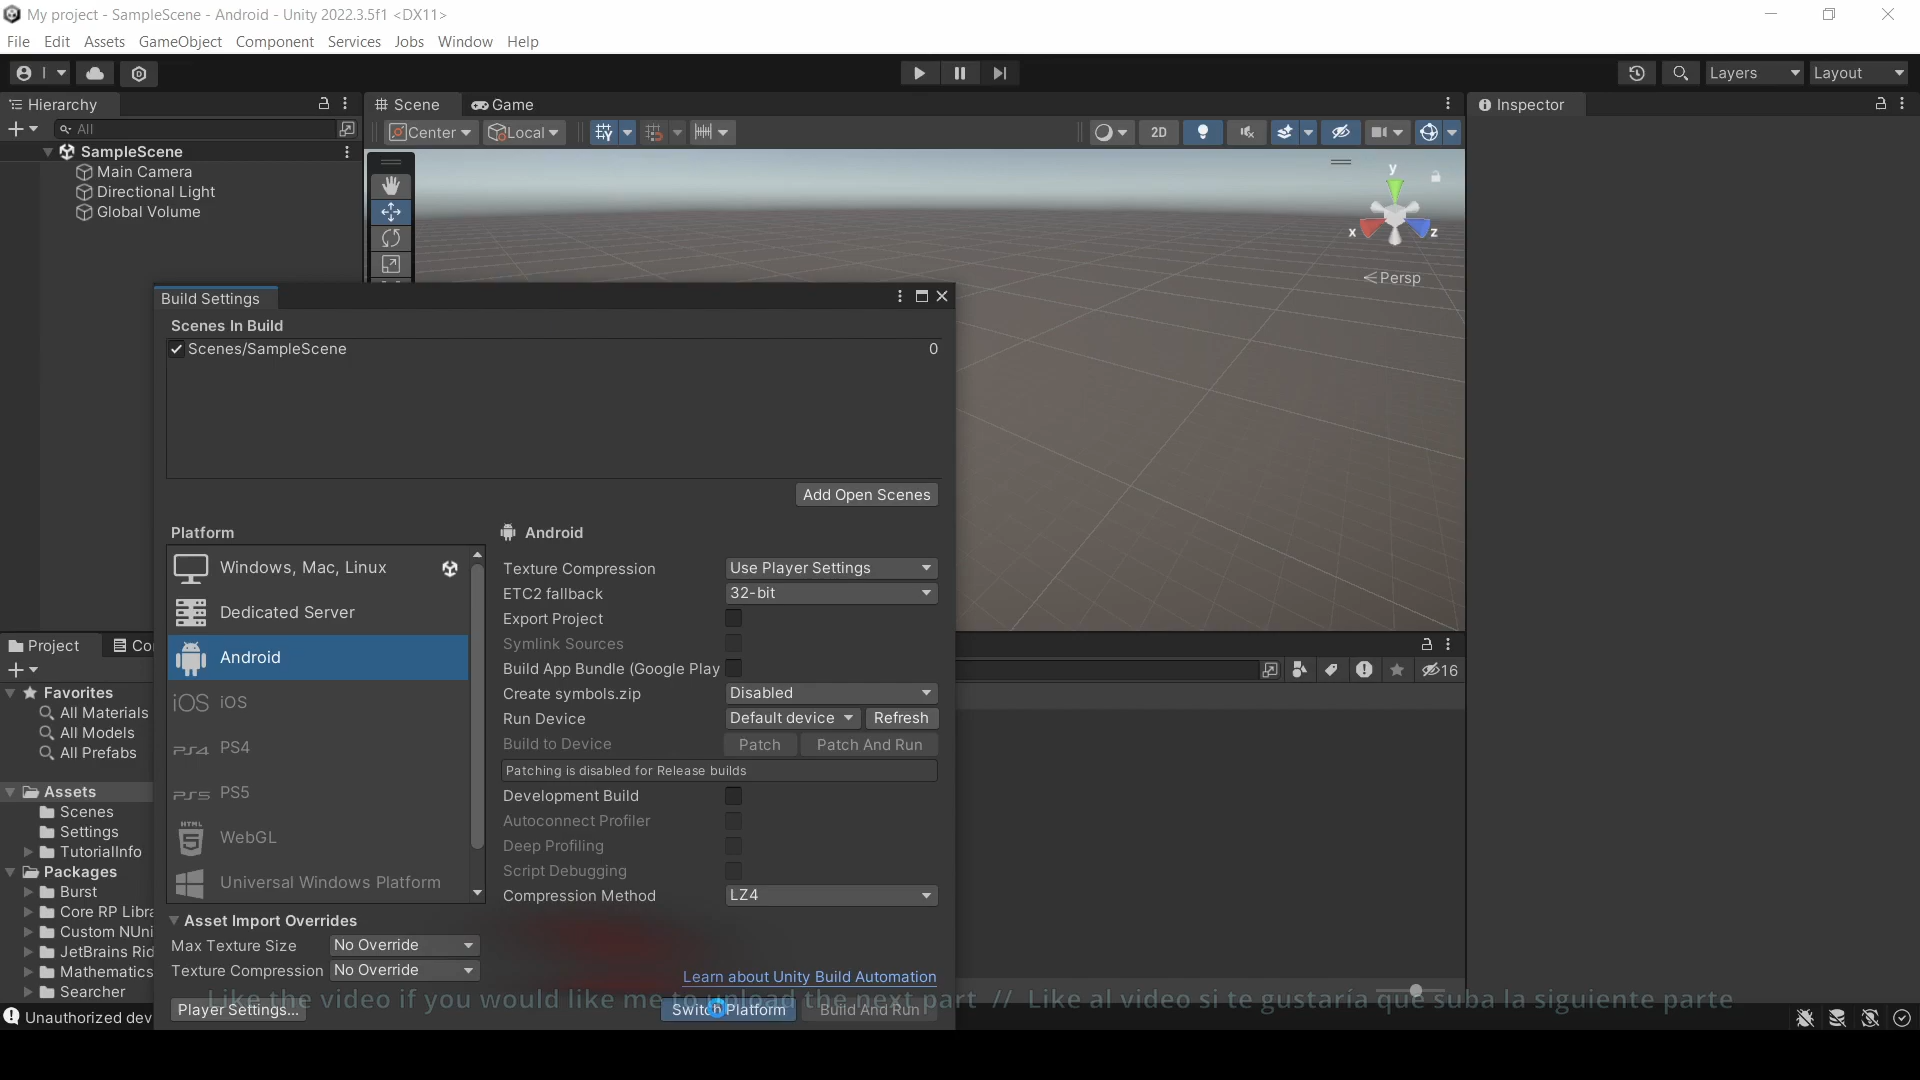 My project - SampleScene - Android - Unity 2022.3.5f1 <DX11>
File Edit Assets GameObject Component Services Jobs Window Help
Layers Layout
Hierarchy
Scene Game
Inspector
All
Center Local 2D
SampleScene
Main Camera
Directional Light
Global Volume
y
x z
Persp
Build Settings
Scenes In Build
Scenes/SampleScene 0
Add Open Scenes
Platform
Windows, Mac, Linux
Dedicated Server
Android
iOS iOS
PS4 PS4
PS5 PS5
HTML 5 WebGL
Universal Windows Platform
Android
Texture Compression Use Player Settings
ETC2 fallback 32-bit
Export Project
Symlink Sources
Build App Bundle (Google Play
Create symbols.zip Disabled
Run Device Default device Refresh
Build to Device Patch Patch And Run
Patching is disabled for Release builds
Development Build
Autoconnect Profiler
Deep Profiling
Script Debugging
Compression Method LZ4
Asset Import Overrides
Max Texture Size No Override
Texture Compression No Override
Learn about Unity Build Automation
Player Settings... Switch Platform Build And Run
Like the video if you would like me to upload the next part // Like al video si te gustaría que suba la siguiente parte
Project Co
16
Favorites
All Materials
All Models
All Prefabs
Assets
Scenes
Settings
TutorialInfo
Packages
Burst
Core RP Libra
Custom NUni
JetBrains Rid
Mathematics
Searcher
Unauthorized dev